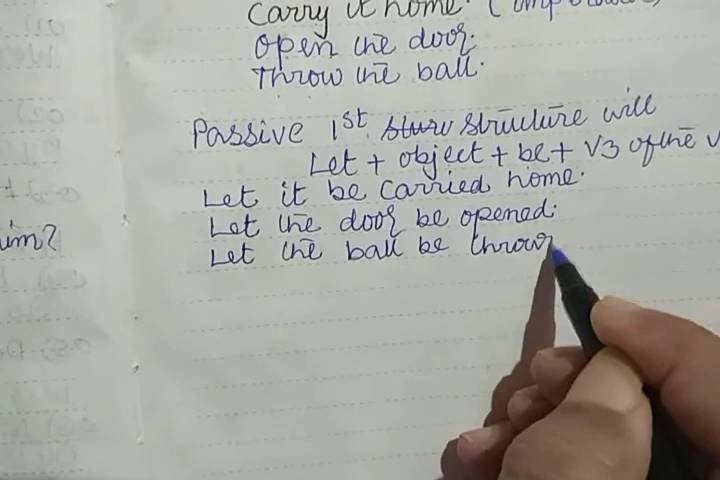 Carry it home. (
Open the door.
Throw the ball.
Passive 1st structure will
Let + object + be + V3 of the v
Let it be carried home.
Let the door be opened.
um?
Let the ball be throw